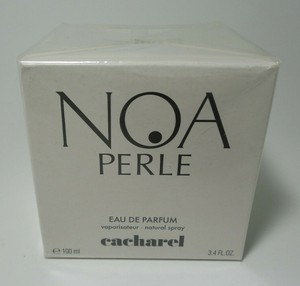 NOA
PERLE
EAU DE PARFUM
vaporisateur - natural spray
cacharel
e 100 ml 3.4 FL.OZ.